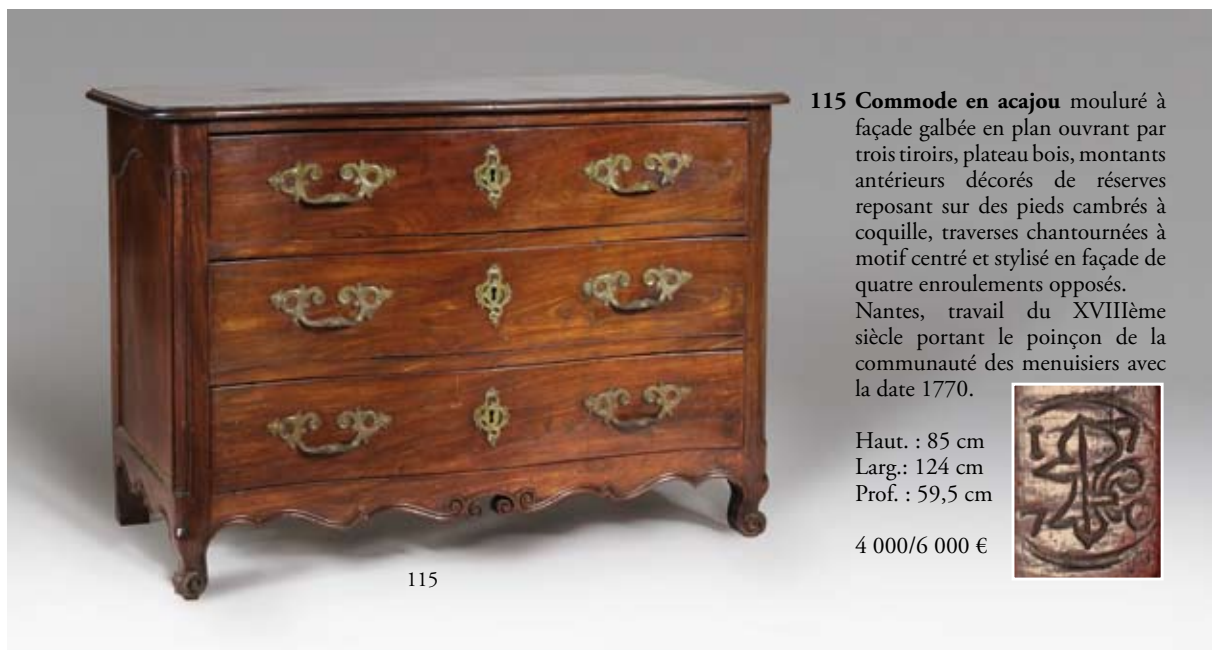 115 Commode en acajou mouluré à
façade galbée en plan ouvrant par
trois tiroirs, plateau bois, montants
antérieurs décorés de réserves
reposant sur des pieds cambrés à
coquille, traverses chantournées à
motif centré et stylisé en façade de
quatre enroulements opposés.
Nantes, travail du XVIIIème
siècle portant le poinçon de la
communauté des menuisiers avec
la date 1770.
Haut. : 85 cm
Larg.: 124 cm
Prof. : 59,5 cm
4 000/6 000 €
115